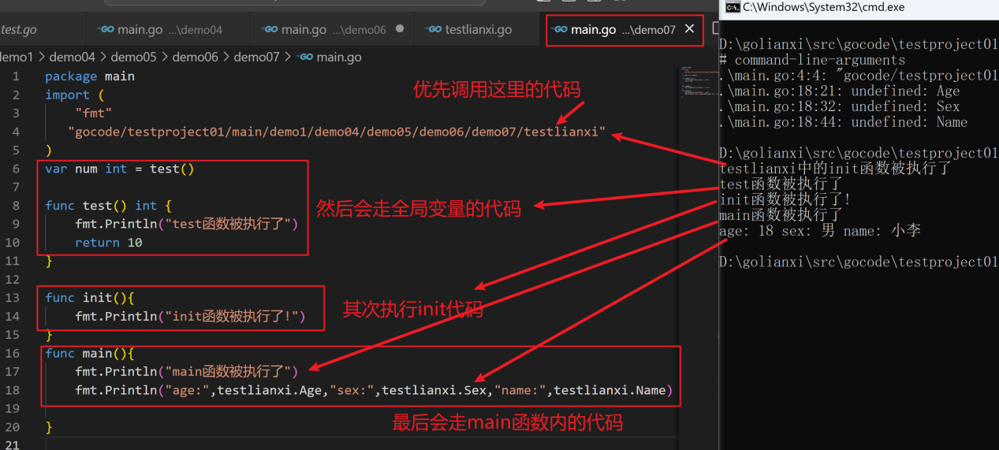 test.go
main.go ...\demo04
main.go ...\demo06
testlianxi.go
main.go ...\demo07
C:\Windows\System32\cmd.exe
demo1 > demo04 > demo05 > demo06 > demo07 > main.go
1 package main
2 import (
3 "fmt"
4 "gocode/testproject01/main/demo1/demo04/demo05/demo06/demo07/testlianxi"
5 )
6 var num int = test()
7
8 func test() int {
9 fmt.Println("test函数被执行了")
10 return 10
11 }
12
13 func init(){
14 fmt.Println("init函数被执行了!")
15 }
16 func main(){
17 fmt.Println("main函数被执行了")
18 fmt.Println("age:",testlianxi.Age,"sex:",testlianxi.Sex,"name:",testlianxi.Name)
19
20 }
21
优先调用这里的代码
然后会走全局变量的代码
其次执行init代码
最后会走main函数内的代码
D:\golianxi\src\gocode\testproject01
# command-line-arguments
.\main.go:4:4: "gocode/testproject01
.\main.go:18:21: undefined: Age
.\main.go:18:32: undefined: Sex
.\main.go:18:44: undefined: Name
D:\golianxi\src\gocode\testproject01
testlianxi中的init函数被执行了
test函数被执行了
init函数被执行了!
main函数被执行了
age: 18 sex: 男 name: 小李
D:\golianxi\src\gocode\testproject01